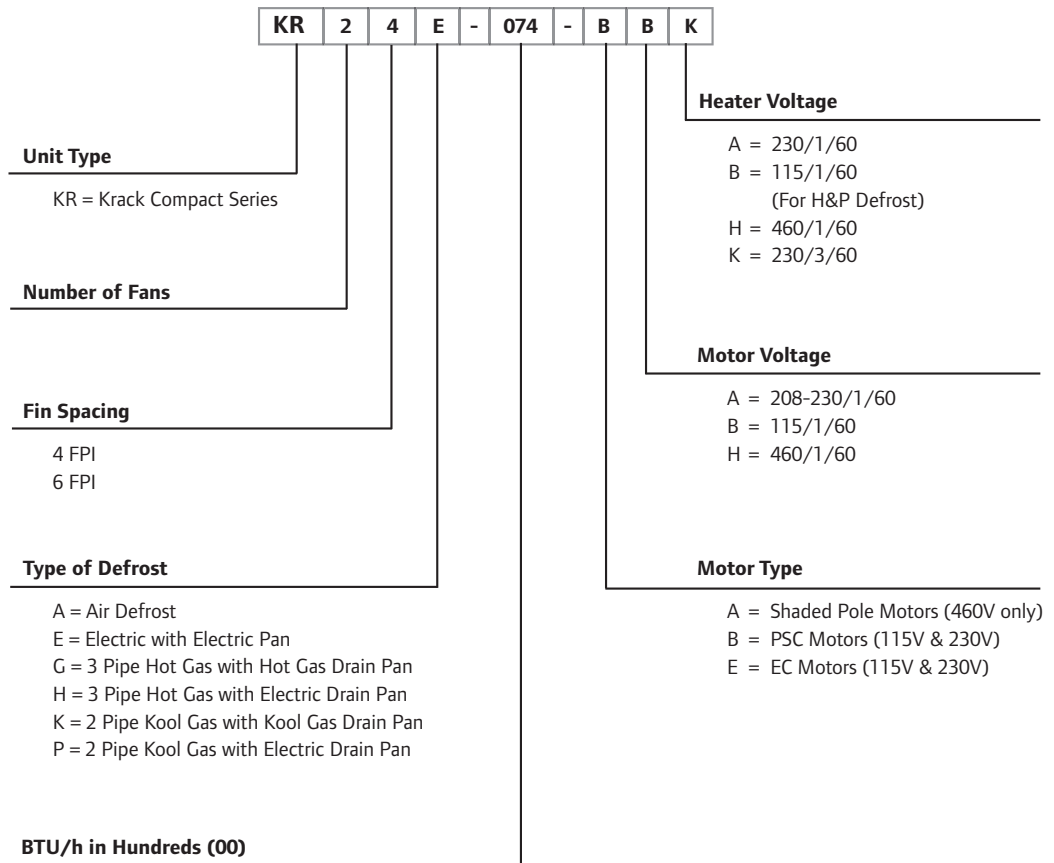 KR 2 4 E - 074 - B B K
Unit Type
KR = Krack Compact Series
Number of Fans
Fin Spacing
4 FPI
6 FPI
Type of Defrost
A = Air Defrost
E = Electric with Electric Pan
G = 3 Pipe Hot Gas with Hot Gas Drain Pan
H = 3 Pipe Hot Gas with Electric Drain Pan
K = 2 Pipe Kool Gas with Kool Gas Drain Pan
P = 2 Pipe Kool Gas with Electric Drain Pan
BTU/h in Hundreds (00)
Heater Voltage
A = 230/1/60
B = 115/1/60
(For H&P Defrost)
H = 460/1/60
K = 230/3/60
Motor Voltage
A = 208-230/1/60
B = 115/1/60
H = 460/1/60
Motor Type
A = Shaded Pole Motors (460V only)
B = PSC Motors (115V & 230V)
E = EC Motors (115V & 230V)